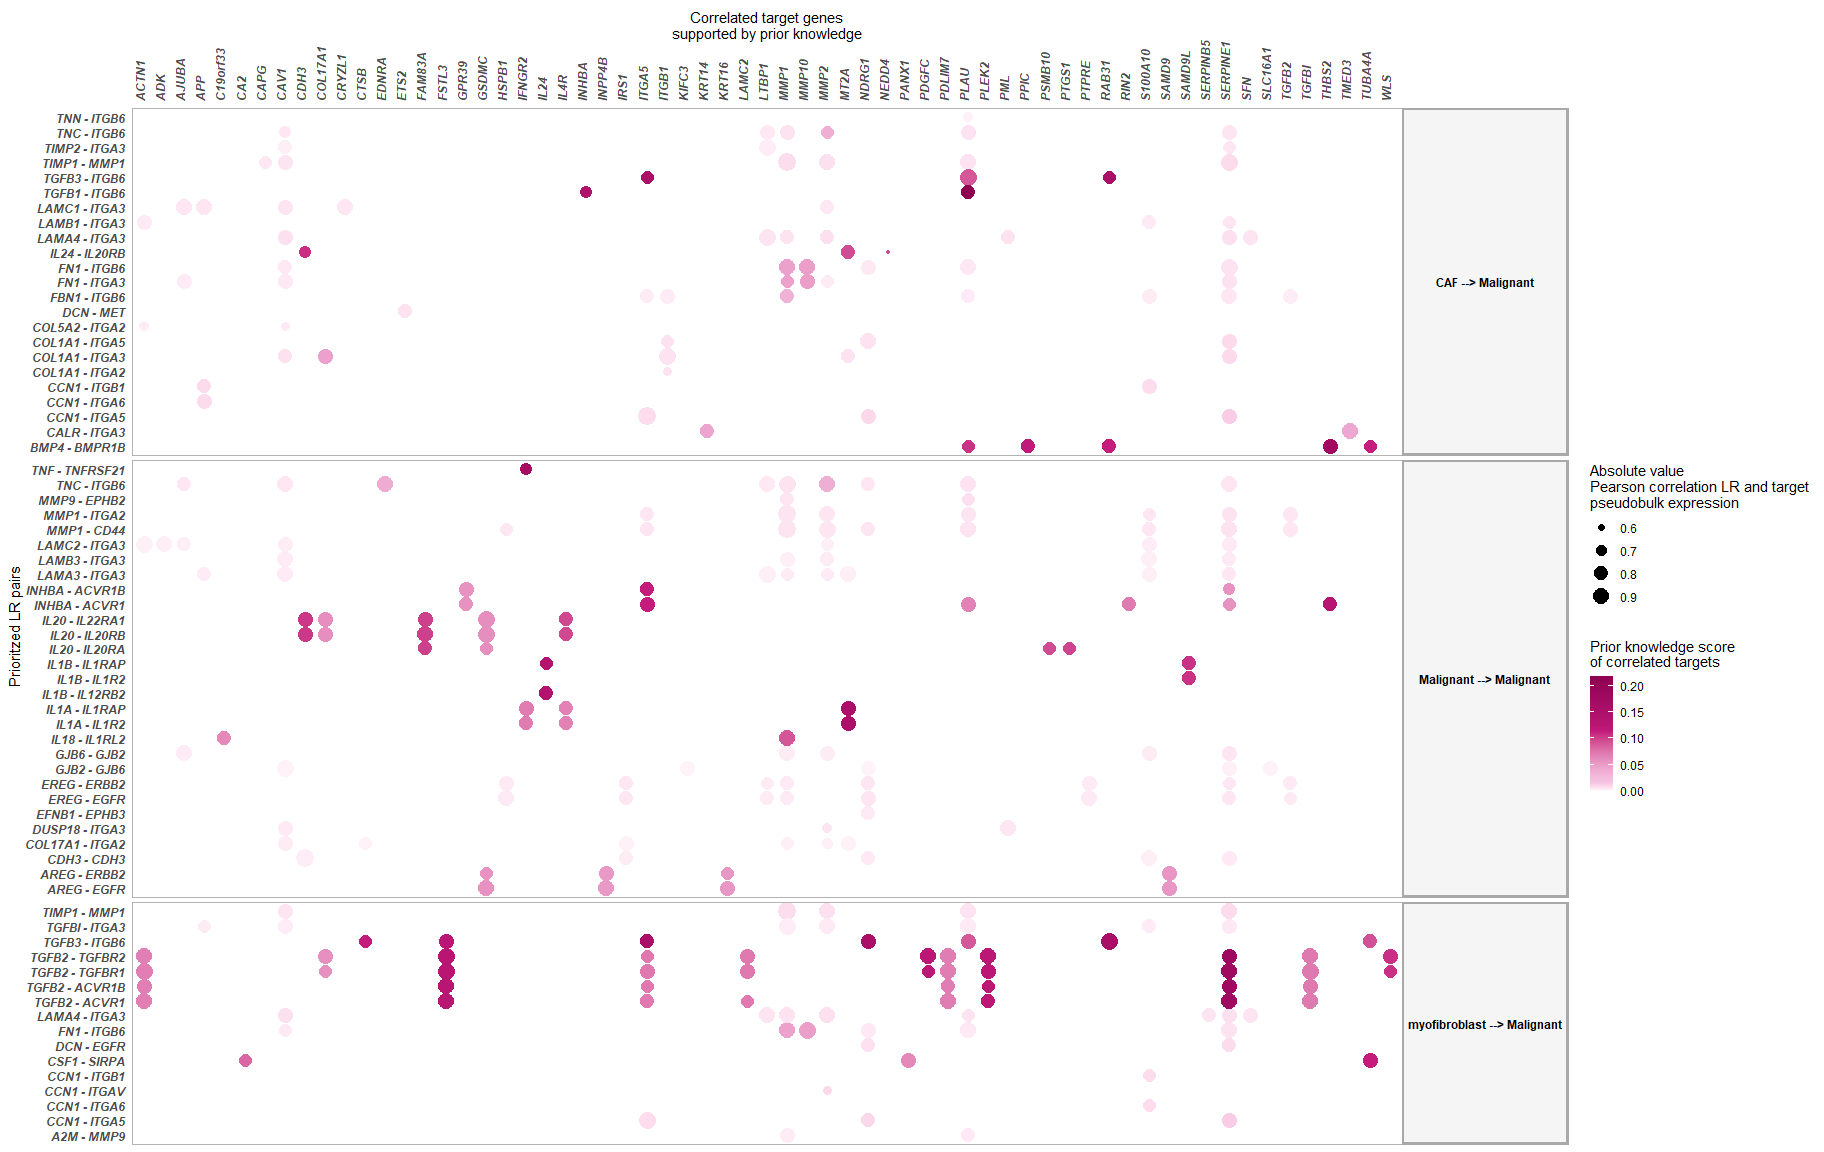 Correlated target genes
supported by prior knowledge
ACTN1
ADK
AJUBA
APP
C19orf33
CA2
CAPG
CAV1
CDH3
COL17A1
CRYZL1
CTSB
EDNRA
ETS2
FAM83A
FSTL3
GPR39
GSDMC
HSPB1
IFNGR2
IL24
IL4R
INHBA
INPP4B
IRS1
ITGA5
ITGB1
KIFC3
KRT14
KRT16
LAMC2
LTBP1
MMP1
MMP10
MMP2
MT2A
NDRG1
NEDD4
PANX1
PDGFC
PDLIM7
PLAU
PLEK2
PML
PPIC
PSMB10
PTGS1
PTPRE
RAB31
RIN2
S100A10
SAMD9
SAMD9L
SERPINB5
SERPINE1
SFN
SLC16A1
TGFB2
TGFBI
THBS2
TMED3
TUBA4A
WLS
Prioritzed LR pairs
TNN - ITGB6
TNC - ITGB6
TIMP2 - ITGA3
TIMP1 - MMP1
TGFB3 - ITGB6
TGFB1 - ITGB6
LAMC1 - ITGA3
LAMB1 - ITGA3
LAMA4 - ITGA3
IL24 - IL20RB
FN1 - ITGB6
FN1 - ITGA3
FBN1 - ITGB6
DCN - MET
COL5A2 - ITGA2
COL1A1 - ITGA5
COL1A1 - ITGA3
COL1A1 - ITGA2
CCN1 - ITGB1
CCN1 - ITGA6
CCN1 - ITGA5
CALR - ITGA3
BMP4 - BMPR1B
CAF --> Malignant
TNF - TNFRSF21
TNC - ITGB6
MMP9 - EPHB2
MMP1 - ITGA2
MMP1 - CD44
LAMC2 - ITGA3
LAMB3 - ITGA3
LAMA3 - ITGA3
INHBA - ACVR1B
INHBA - ACVR1
IL20 - IL22RA1
IL20 - IL20RB
IL20 - IL20RA
IL1B - IL1RAP
IL1B - IL1R2
IL1B - IL12RB2
IL1A - IL1RAP
IL1A - IL1R2
IL18 - IL1RL2
GJB6 - GJB2
GJB2 - GJB6
EREG - ERBB2
EREG - EGFR
EFNB1 - EPHB3
DUSP18 - ITGA3
COL17A1 - ITGA2
CDH3 - CDH3
AREG - ERBB2
AREG - EGFR
Malignant --> Malignant
TIMP1 - MMP1
TGFBI - ITGA3
TGFB3 - ITGB6
TGFB2 - TGFBR2
TGFB2 - TGFBR1
TGFB2 - ACVR1B
TGFB2 - ACVR1
LAMA4 - ITGA3
FN1 - ITGB6
DCN - EGFR
CSF1 - SIRPA
CCN1 - ITGB1
CCN1 - ITGAV
CCN1 - ITGA6
CCN1 - ITGA5
A2M - MMP9
myofibroblast --> Malignant
Absolute value
Pearson correlation LR and target
pseudobulk expression
0.6
0.7
0.8
0.9
Prior knowledge score
of correlated targets
0.20
0.15
0.10
0.05
0.00